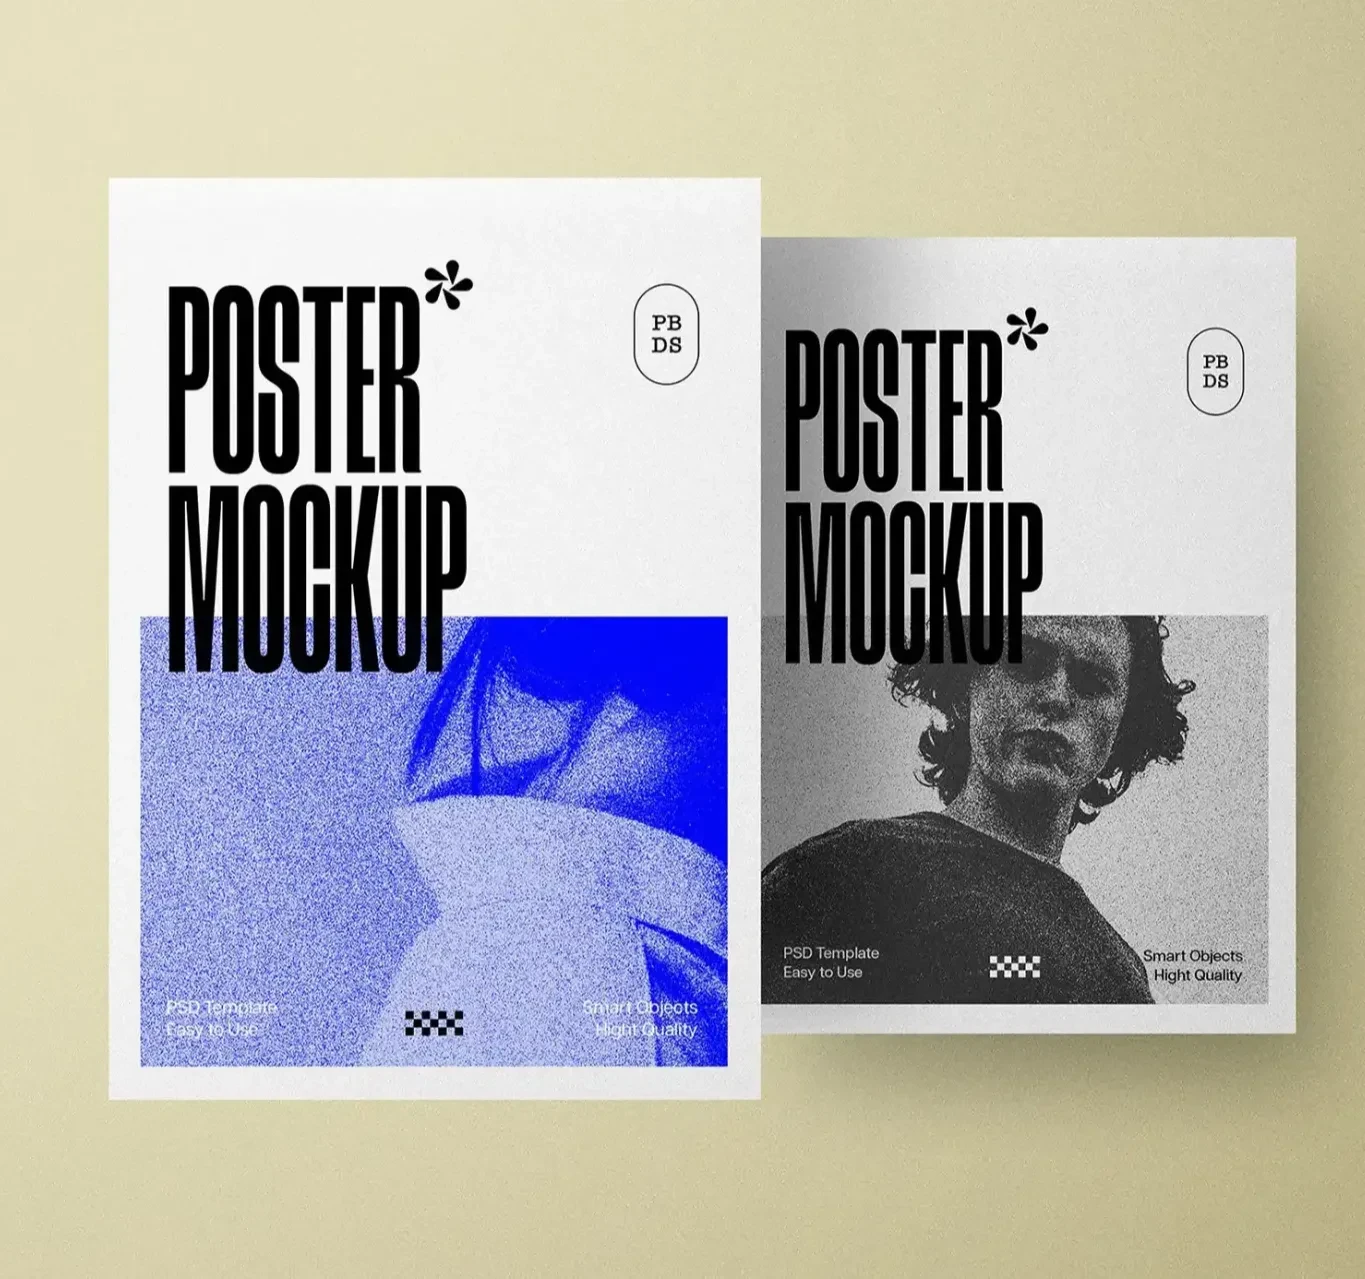 POSTER
MOCKUP
PB
DS
PSD Template
Easy to Use
Smart Objects
Hight Quality
POSTER
MOCKUP
PB
DS
PSD Template
Easy to Use
Smart Objects
Hight Quality